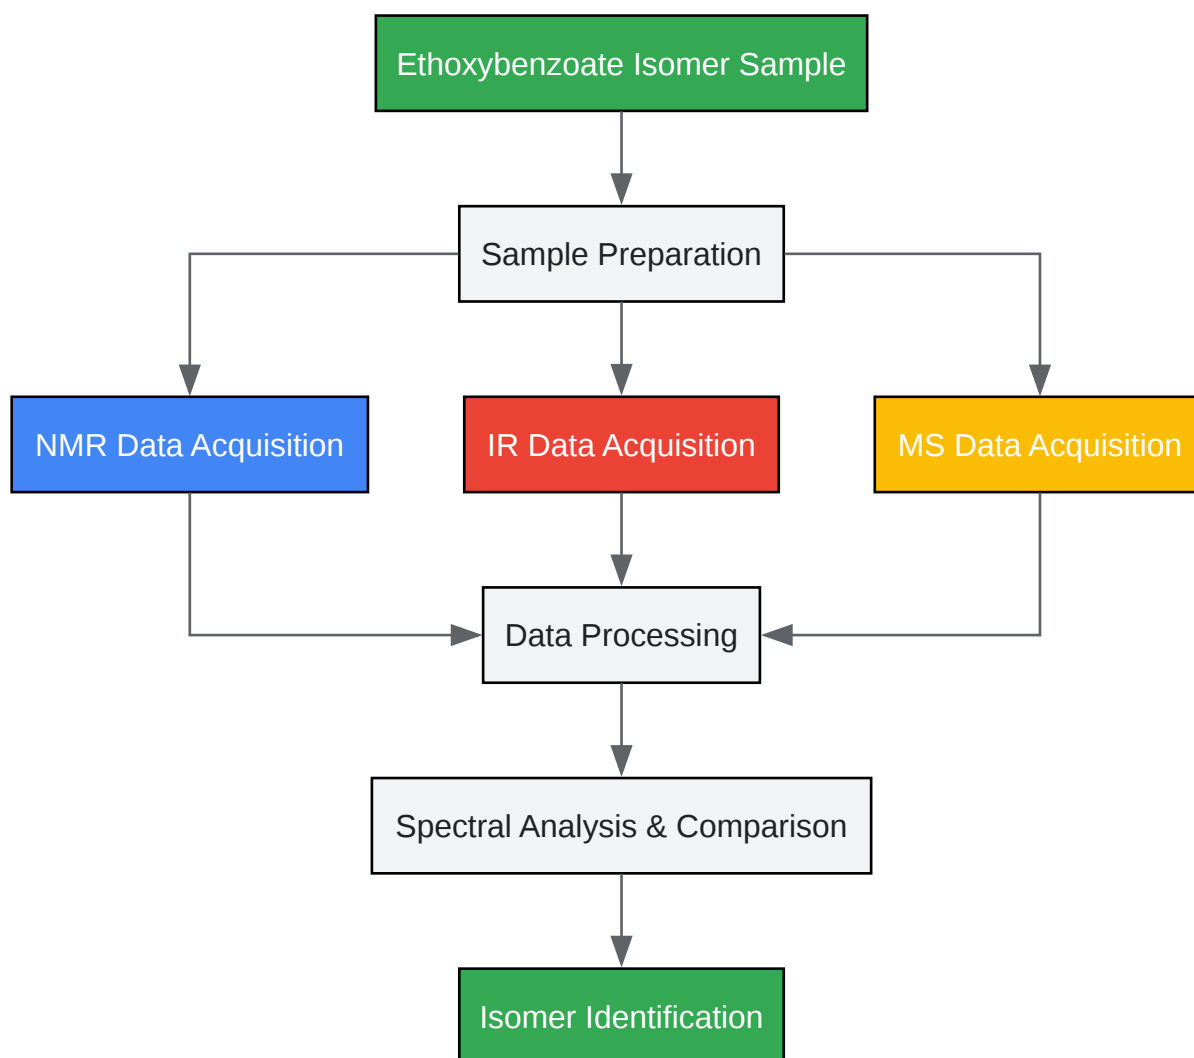 Ethoxybenzoate Isomer Sample
Sample Preparation
NMR Data Acquisition
IR Data Acquisition
MS Data Acquisition
Data Processing
Spectral Analysis & Comparison
Isomer Identification